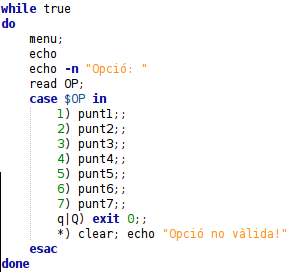 while true
do
    menu;
    echo
    echo -n "Opció: "
    read OP;
    case $OP in
        1) punt1;;
        2) punt2;;
        3) punt3;;
        4) punt4;;
        5) punt5;;
        6) punt6;;
        7) punt7;;
        q|Q) exit 0;;
        *) clear; echo "Opció no vàlida!"
    esac
done